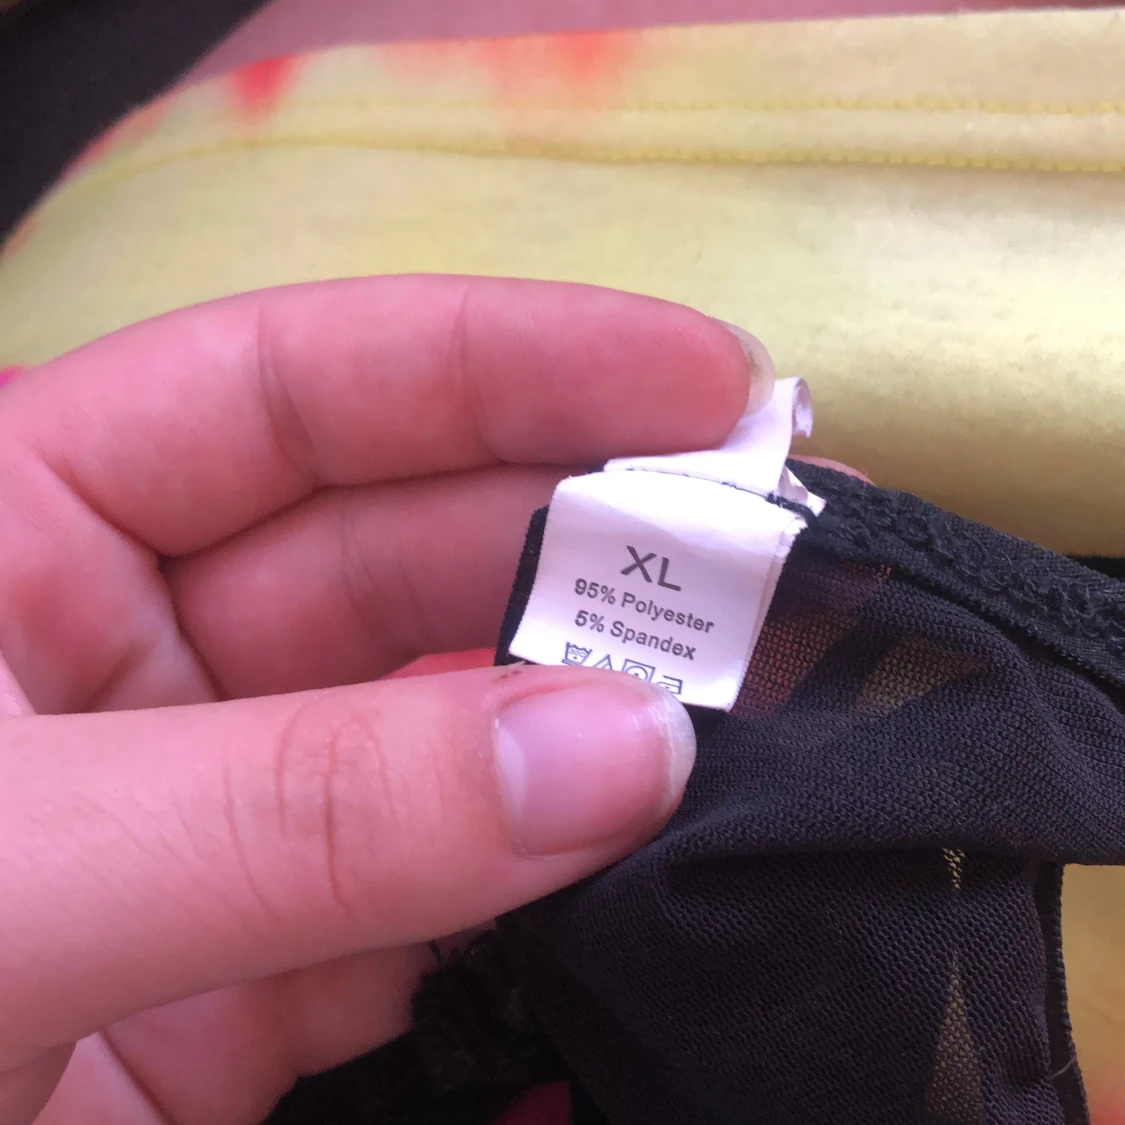 XL
95% Polyester
5% Spandex